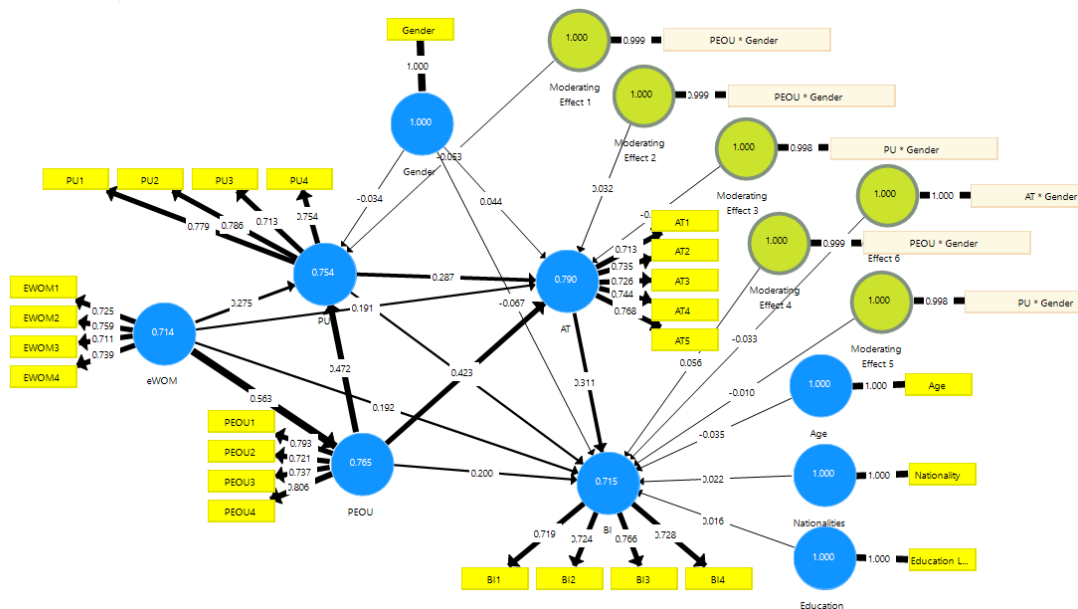 Gender
1.000
1.000
Gender
1.000
0.999
PEOU * Gender
Moderating
Effect 1
1.000
0.999
PEOU * Gender
Moderating
Effect 2
1.000
0.998
PU * Gender
Moderating
Effect 3
1.000
1.000
AT * Gender
Effect 6
1.000
0.999
PEOU * Gender
Moderating
Effect 4
1.000
0.998
PU * Gender
Moderating
Effect 5
PU1
PU2
PU3
PU4
0.779
0.786
0.713
0.754
-0.034
-0.053
0.044
0.032
0.754
0.287
0.790
AT
AT1
AT2
AT3
AT4
AT5
0.713
0.735
0.726
0.744
0.768
EWOM1
EWOM2
EWOM3
EWOM4
0.725
0.759
0.711
0.739
0.714
eWOM
0.275
0.191
-0.067
0.472
0.423
0.563
0.192
0.311
0.056
-0.033
-0.010
-0.035
0.022
0.016
PEOU1
PEOU2
PEOU3
PEOU4
0.793
0.721
0.737
0.806
0.765
PEOU
0.200
0.715
BI
0.719
0.724
0.766
0.728
BI1
BI2
BI3
BI4
1.000
1.000
Age
Age
1.000
1.000
Nationality
Nationalities
1.000
1.000
Education L...
Education